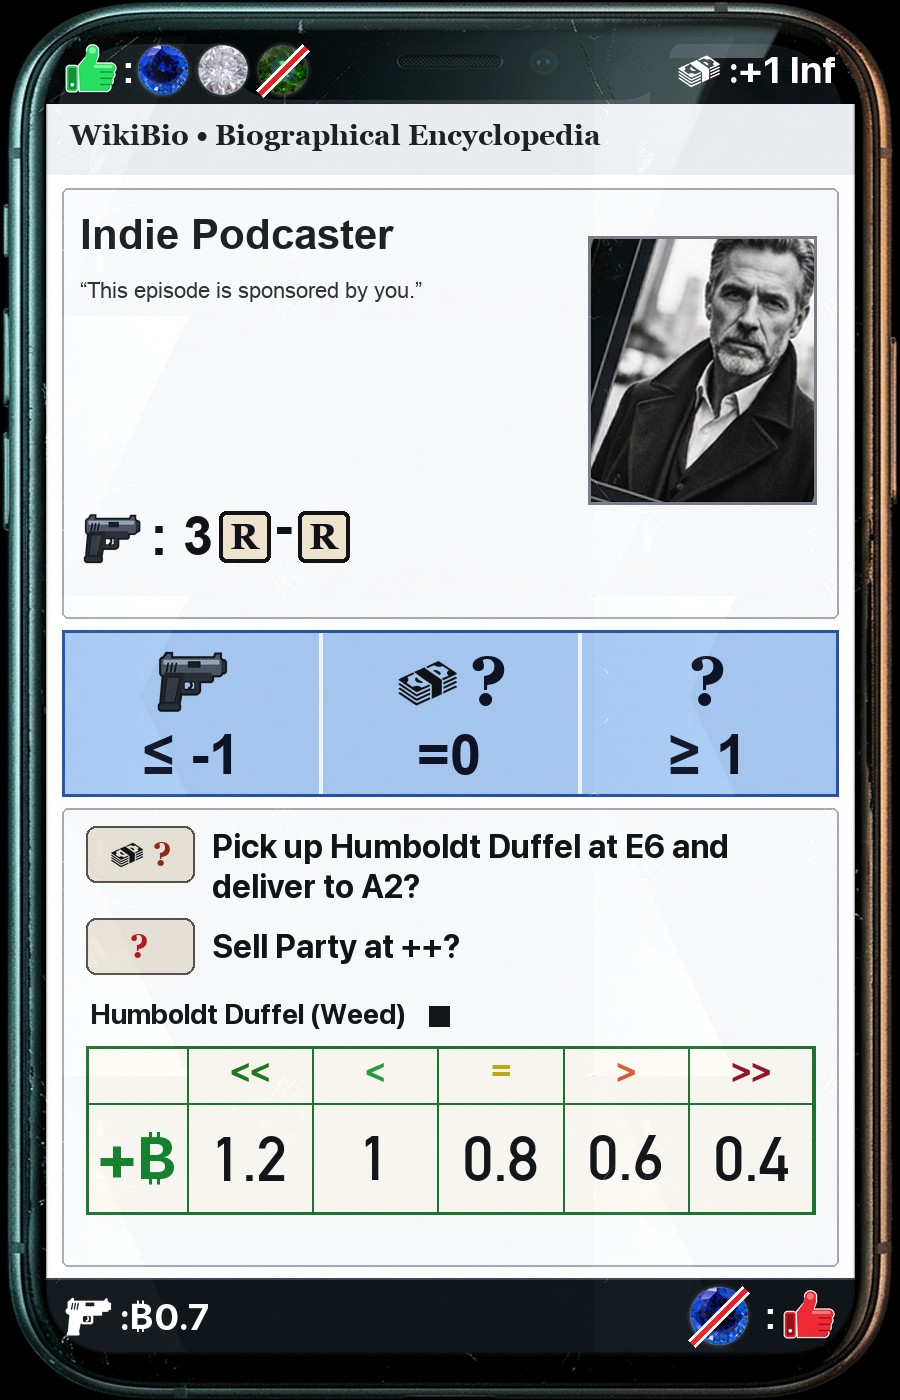 : :+1 Inf
WikiBio • Biographical Encyclopedia
Indie Podcaster
“This episode is sponsored by you.”
: 3 R - R
? ?
≤ -1 =0 ≥ 1
? Pick up Humboldt Duffel at E6 and
deliver to A2?
? Sell Party at ++?
Humboldt Duffel (Weed) ■
<< < = > >>
+₿ 1.2 1 0.8 0.6 0.4
:₿0.7 :